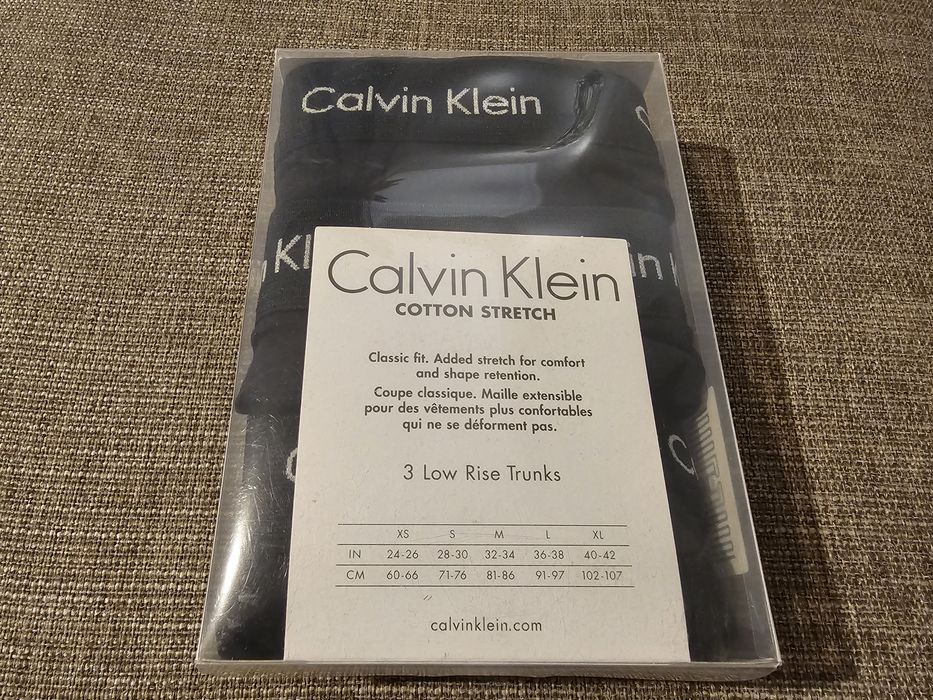 Calvin Klein
Calvin Klein
COTTON STRETCH
Classic fit. Added stretch for comfort
and shape retention.
Coupe classique. Maille extensible
pour des vêtements plus confortables
qui ne se déforment pas.
3 Low Rise Trunks
XS S M L XL
IN 24-26 28-30 32-34 36-38 40-42
CM 60-66 71-76 81-86 91-97 102-107
calvinklein.com